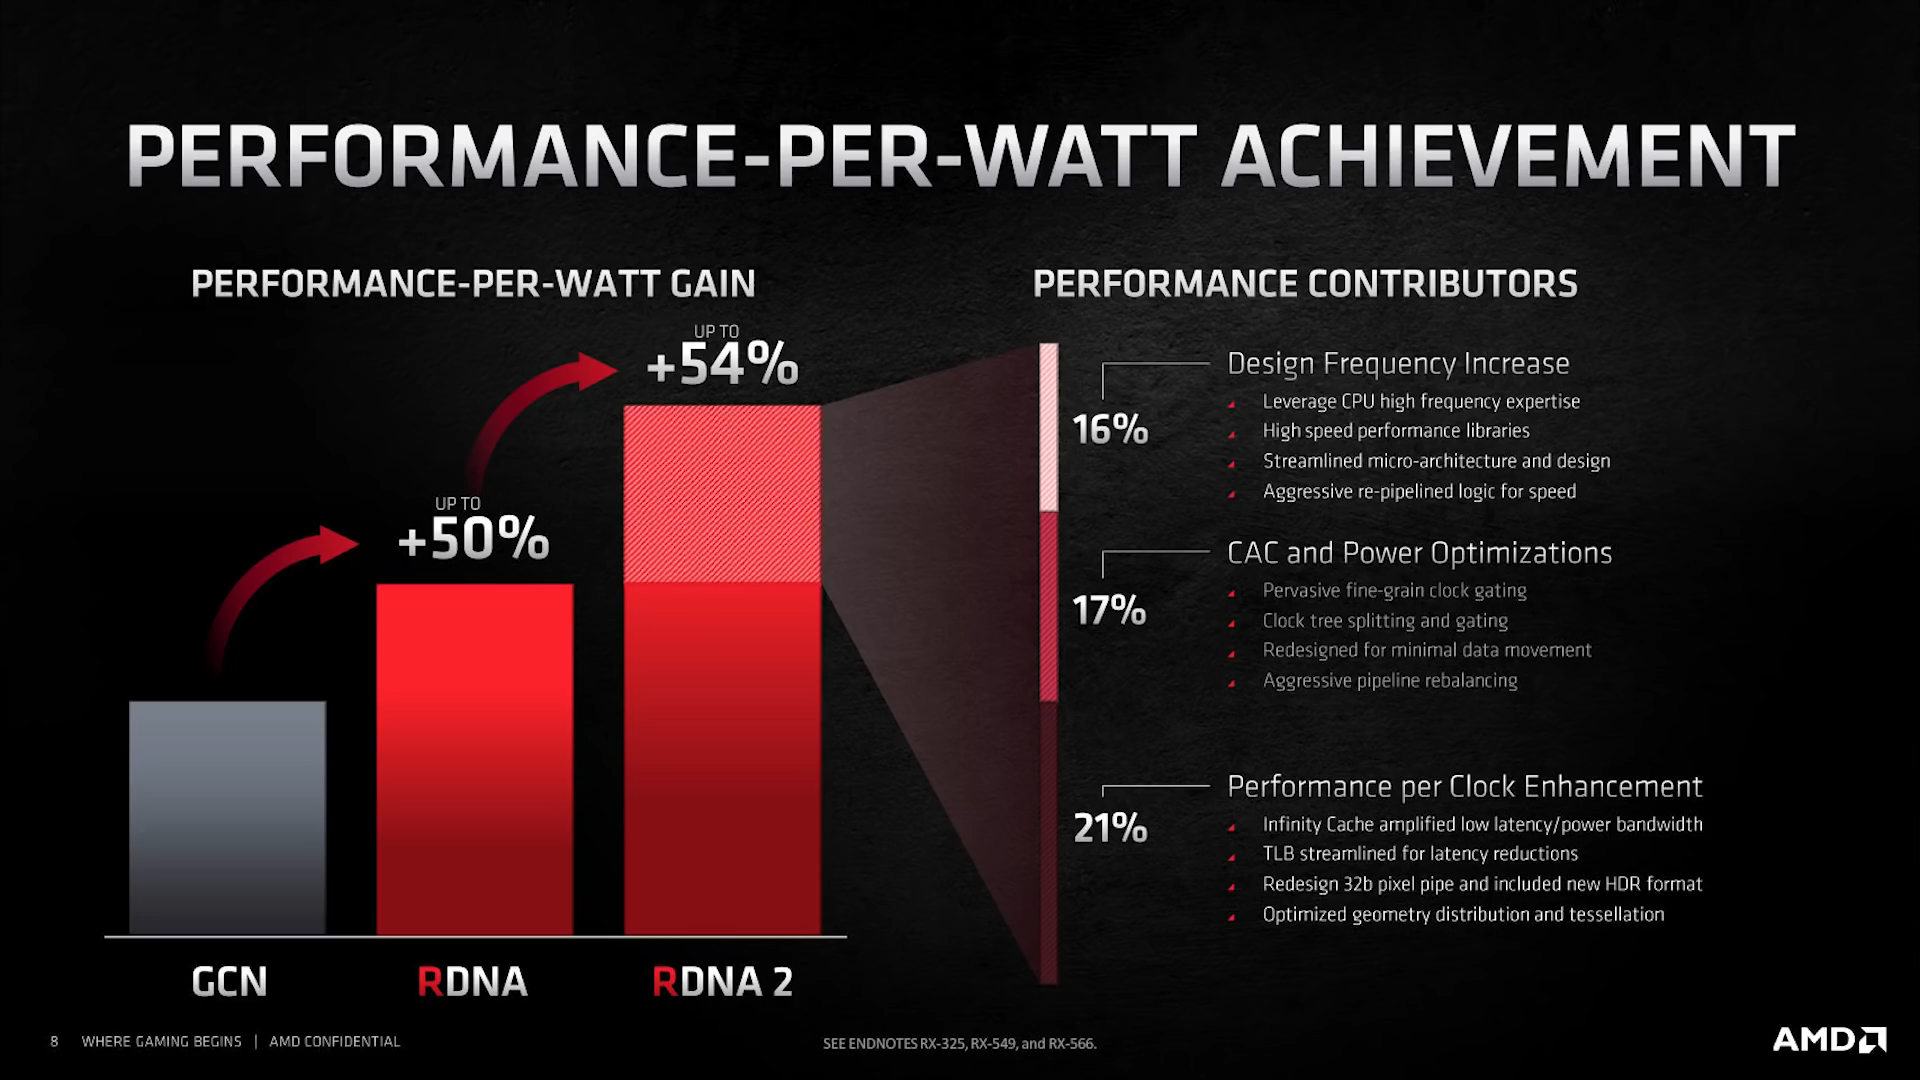 PERFORMANCE-PER-WATT ACHIEVEMENT
PERFORMANCE-PER-WATT GAIN
UP TO
+54%
UP TO
+50%
GCN
RDNA
RDNA 2
PERFORMANCE CONTRIBUTORS
16%
Design Frequency Increase
Leverage CPU high frequency expertise
High speed performance libraries
Streamlined micro-architecture and design
Aggressive re-pipelined logic for speed
17%
CAC and Power Optimizations
Pervasive fine-grain clock gating
Clock tree splitting and gating
Redesigned for minimal data movement
Aggressive pipeline rebalancing
21%
Performance per Clock Enhancement
Infinity Cache amplified low latency/power bandwidth
TLB streamlined for latency reductions
Redesign 32b pixel pipe and included new HDR format
Optimized geometry distribution and tessellation
8 WHERE GAMING BEGINS | AMD CONFIDENTIAL
SEE ENDNOTES RX-325, RX-549, and RX-566.
AMD